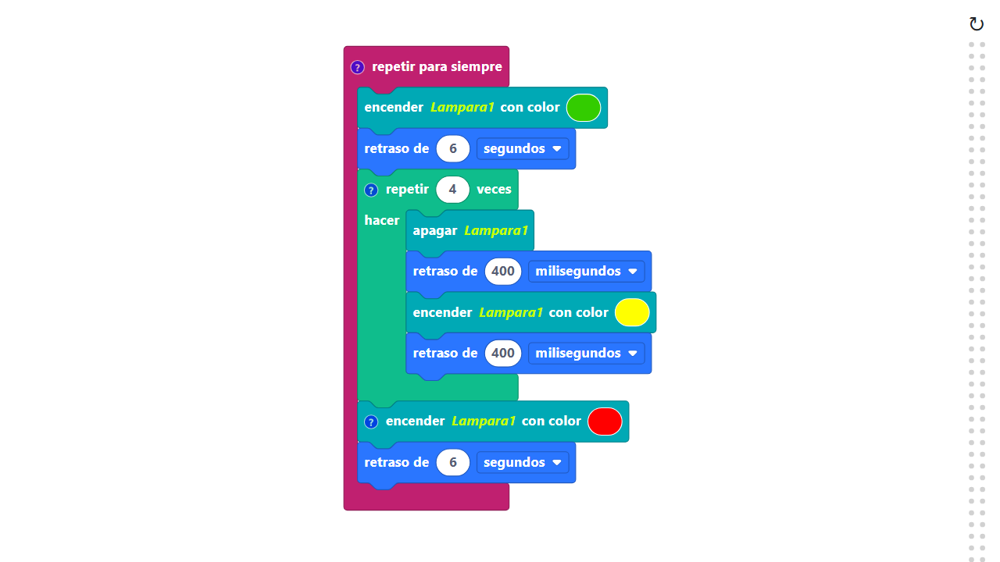 ? repetir para siempre
encender Lampara1 con color
retraso de 6 segundos
? repetir 4 veces
hacer
apagar Lampara1
retraso de 400 milisegundos
encender Lampara1 con color
retraso de 400 milisegundos
? encender Lampara1 con color
retraso de 6 segundos